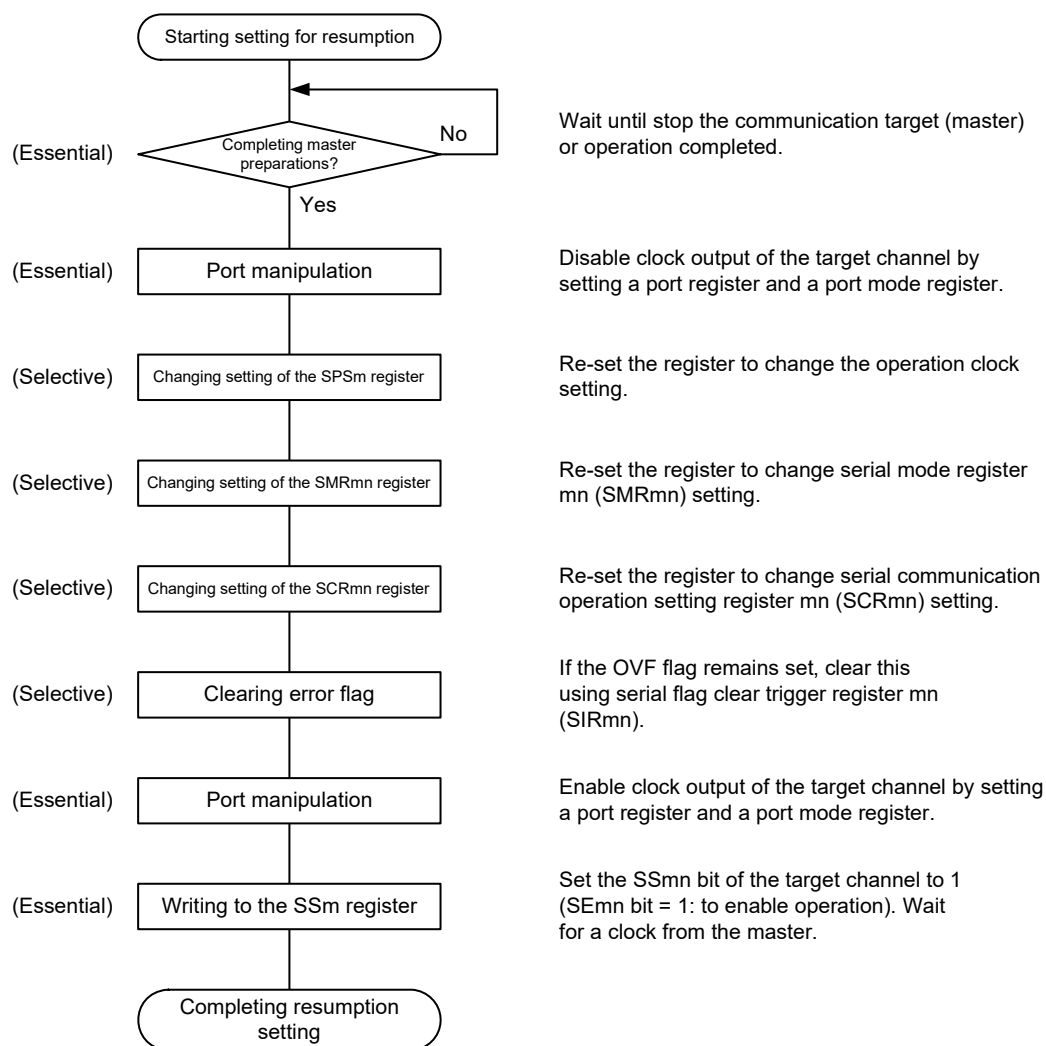 Starting setting for resumption
(Essential)
Completing master
preparations?
No
Wait until stop the communication target (master)
or operation completed.
Yes
(Essential)
Port manipulation
Disable clock output of the target channel by
setting a port register and a port mode register.
(Selective)
Changing setting of the SPSm register
Re-set the register to change the operation clock
setting.
(Selective)
Changing setting of the SMRmn register
Re-set the register to change serial mode register
mn (SMRmn) setting.
(Selective)
Changing setting of the SCRmn register
Re-set the register to change serial communication
operation setting register mn (SCRmn) setting.
(Selective)
Clearing error flag
If the OVF flag remains set, clear this
using serial flag clear trigger register mn
(SIRmn).
(Essential)
Port manipulation
Enable clock output of the target channel by setting
a port register and a port mode register.
(Essential)
Writing to the SSm register
Set the SSmn bit of the target channel to 1
(SEmn bit = 1: to enable operation). Wait
for a clock from the master.
Completing resumption
setting